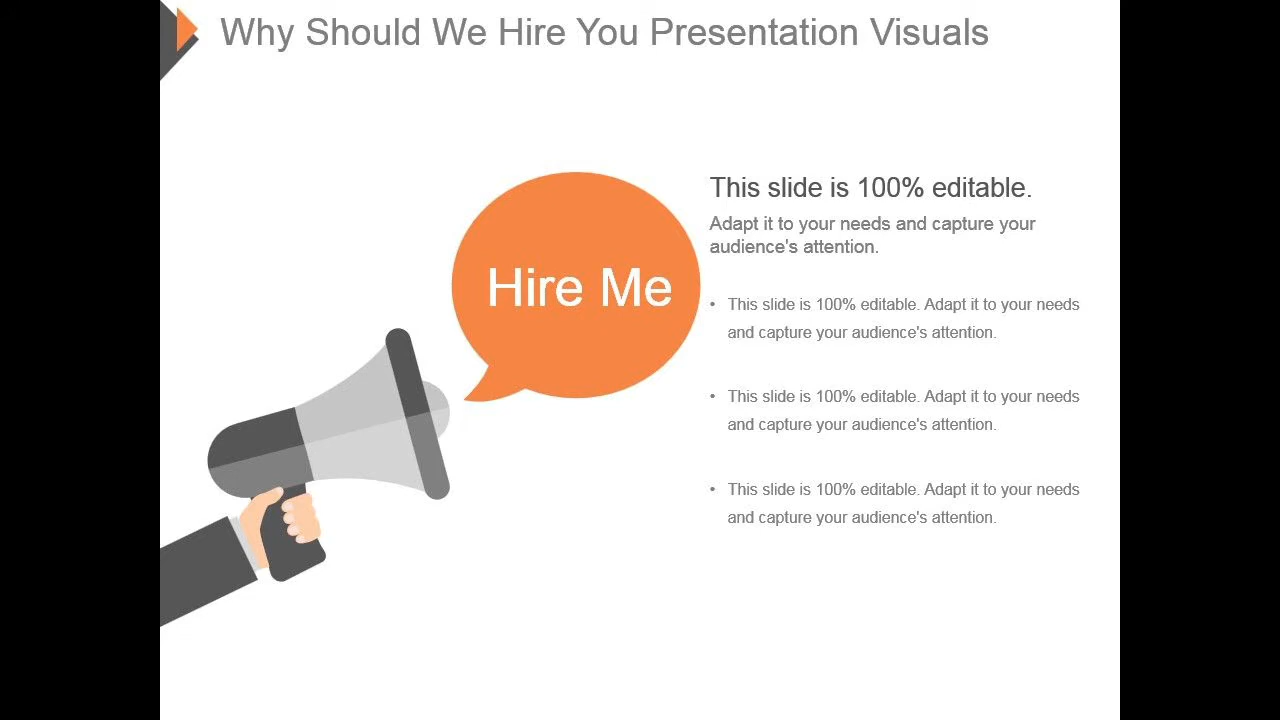 Why Should We Hire You Presentation Visuals
Hire Me
This slide is 100% editable.
Adapt it to your needs and capture your
audience's attention.
• This slide is 100% editable. Adapt it to your needs
and capture your audience's attention.
• This slide is 100% editable. Adapt it to your needs
and capture your audience's attention.
• This slide is 100% editable. Adapt it to your needs
and capture your audience's attention.